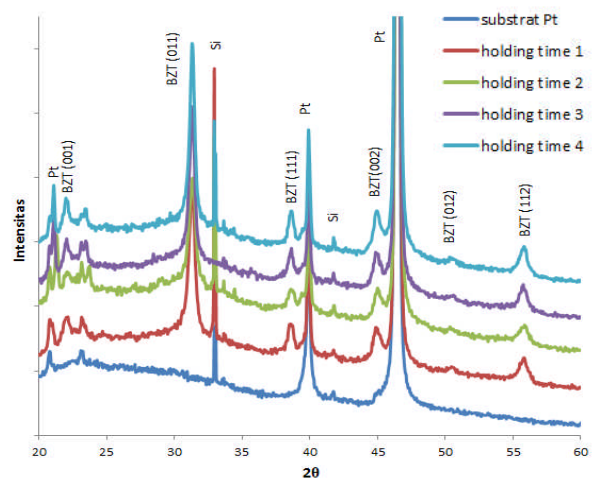 substrat Pt
holding time 1
holding time 2
holding time 3
holding time 4
Pt
BZT (001)
BZT (011)
Si
BZT (111)
Pt
Si
BZT(002)
Pt
BZT (012)
BZT (112)
Intensitas
20 25 30 35 40 45 50 55 60
2θ